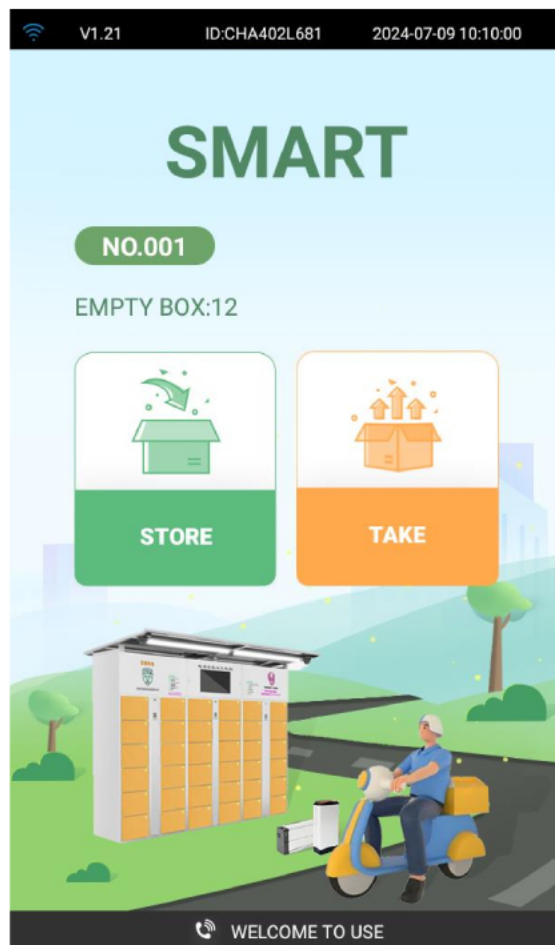 V1.21 ID:CHA402L681 2024-07-09 10:10:00
SMART
NO.001
EMPTY BOX:12
STORE
TAKE
WELCOME TO USE